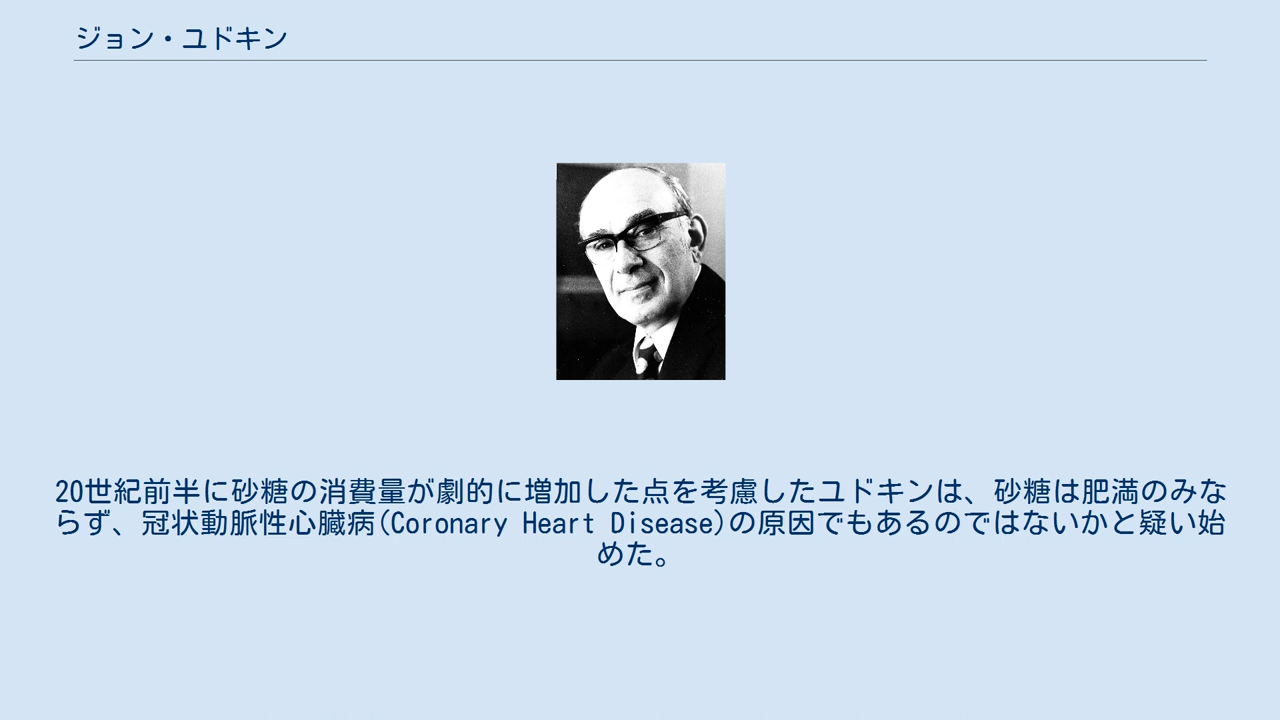 ジョン・ユドキン
20世紀前半に砂糖の消費量が劇的に増加した点を考慮したユドキンは、砂糖は肥満のみな
らず、冠状動脈性心臓病(Coronary Heart Disease)の原因でもあるのではないかと疑い始
めた。